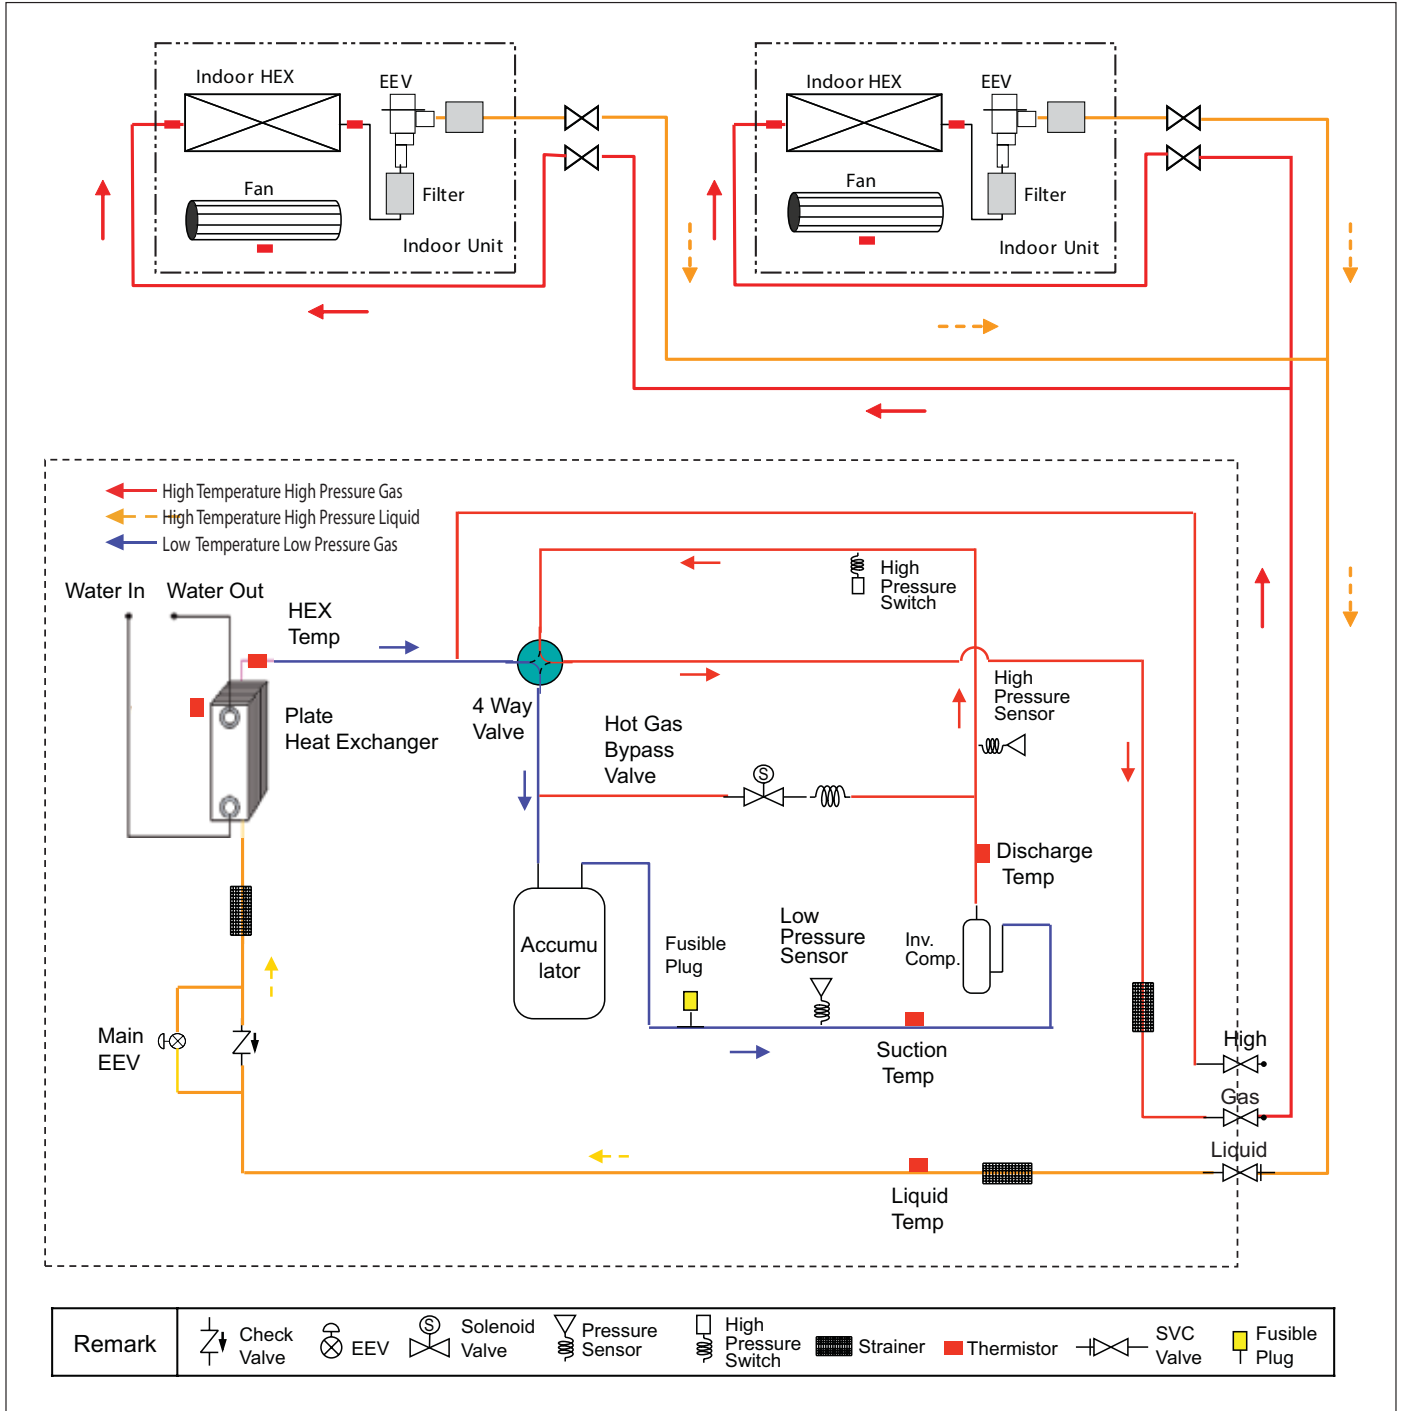 Indoor HEX
EEV
Fan
Filter
Indoor Unit
Indoor HEX
EEV
Fan
Filter
Indoor Unit
High Temperature High Pressure Gas
High Temperature High Pressure Liquid
Low Temperature Low Pressure Gas
Water In
Water Out
HEX
Temp
High
Pressure
Switch
4 Way
Valve
High
Pressure
Sensor
Plate
Heat Exchanger
Hot Gas
Bypass
Valve
S
Discharge
Temp
Accumu
lator
Fusible
Plug
Low
Pressure
Sensor
Inv.
Comp.
Main
EEV
Suction
Temp
High
Gas
Liquid
Liquid
Temp
Remark
Check
Valve
EEV
S
Solenoid
Valve
Pressure
Sensor
High
Pressure
Switch
Strainer
Thermistor
SVC
Valve
Fusible
Plug